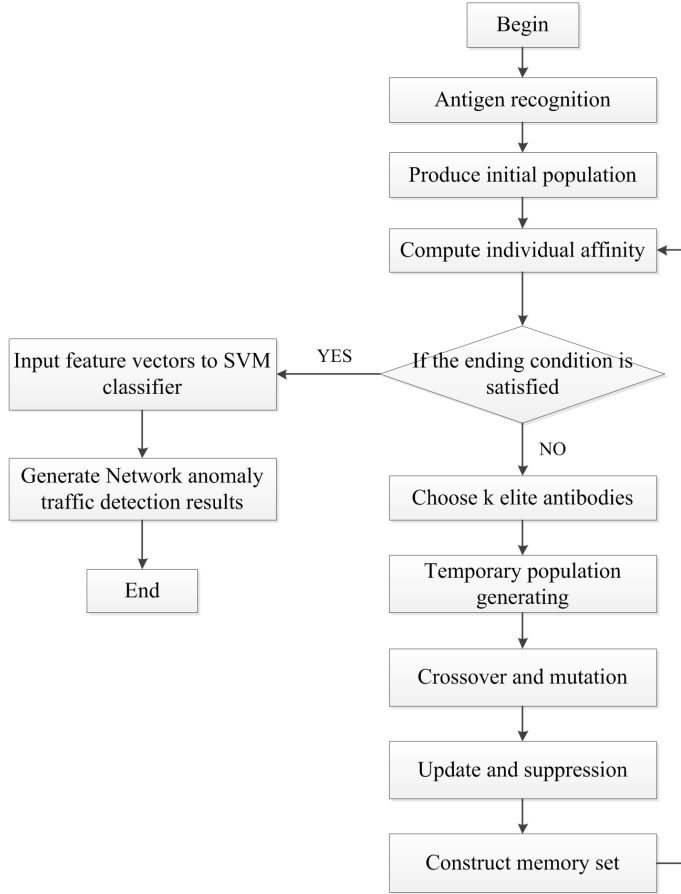 Begin
Antigen recognition
Produce initial population
Compute individual affinity
If the ending condition is
satisfied
YES
Input feature vectors to SVM
classifier
Generate Network anomaly
traffic detection results
End
NO
Choose k elite antibodies
Temporary population
generating
Crossover and mutation
Update and suppression
Construct memory set